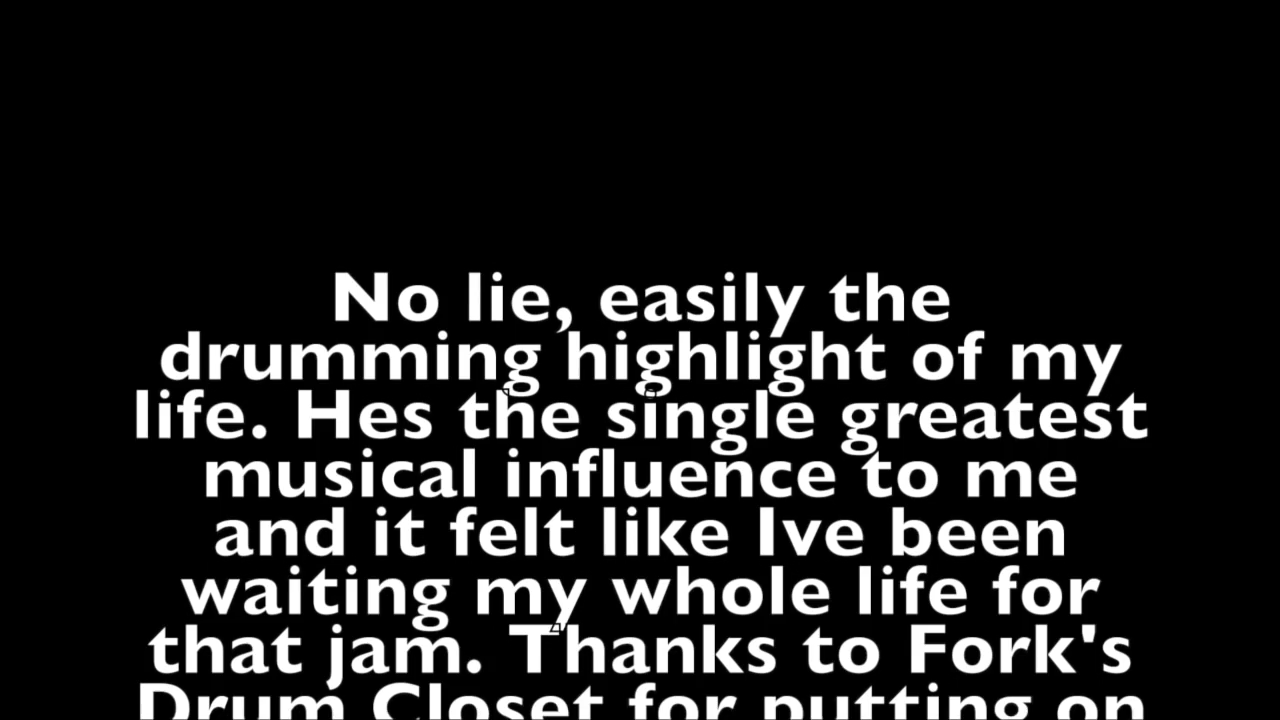 No lie, easily the
drumming highlight of my
life. Hes the single greatest
musical influence to me
and it felt like Ive been
waiting my whole life for
that jam. Thanks to Fork's
Drum Closet for putting on